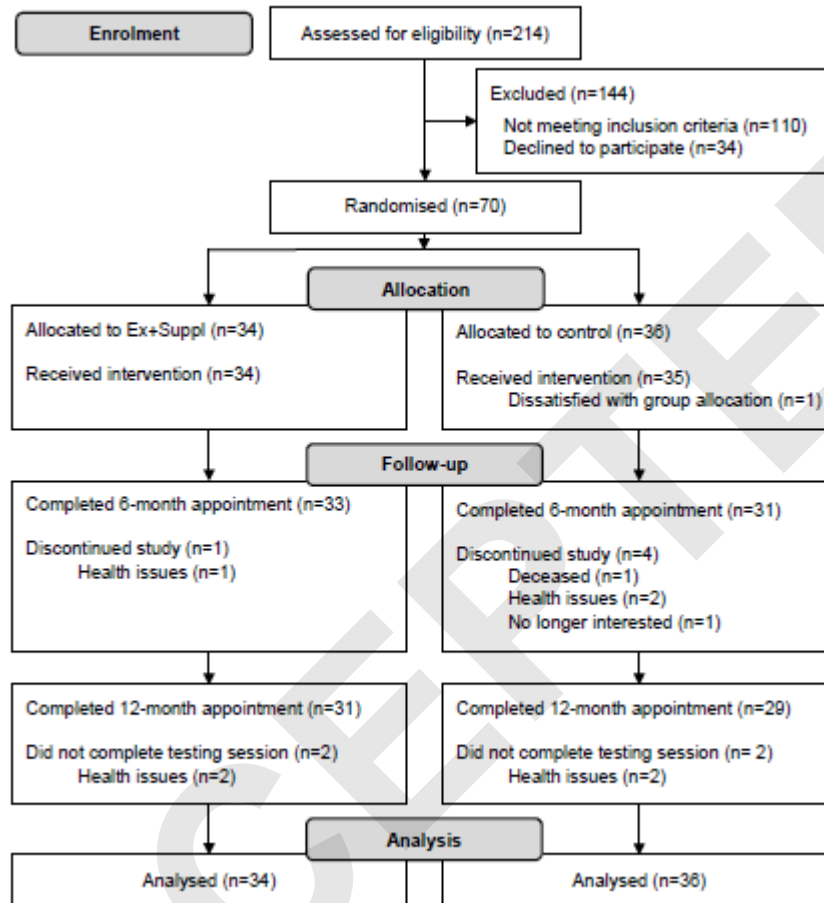 Enrolment
Assessed for eligibility (n=214)
Excluded (n=144)
Not meeting inclusion criteria (n=110)
Declined to participate (n=34)
Randomised (n=70)
Allocation
Allocated to Ex+Suppl (n=34)
Received intervention (n=34)
Allocated to control (n=36)
Received intervention (n=35)
Dissatisfied with group allocation (n=1)
Follow-up
Completed 6-month appointment (n=33)
Discontinued study (n=1)
Health issues (n=1)
Completed 6-month appointment (n=31)
Discontinued study (n=4)
Deceased (n=1)
Health issues (n=2)
No longer interested (n=1)
Completed 12-month appointment (n=31)
Did not complete testing session (n=2)
Health issues (n=2)
Completed 12-month appointment (n=29)
Did not complete testing session (n= 2)
Health issues (n=2)
Analysis
Analysed (n=34)
Analysed (n=36)
CEPTE